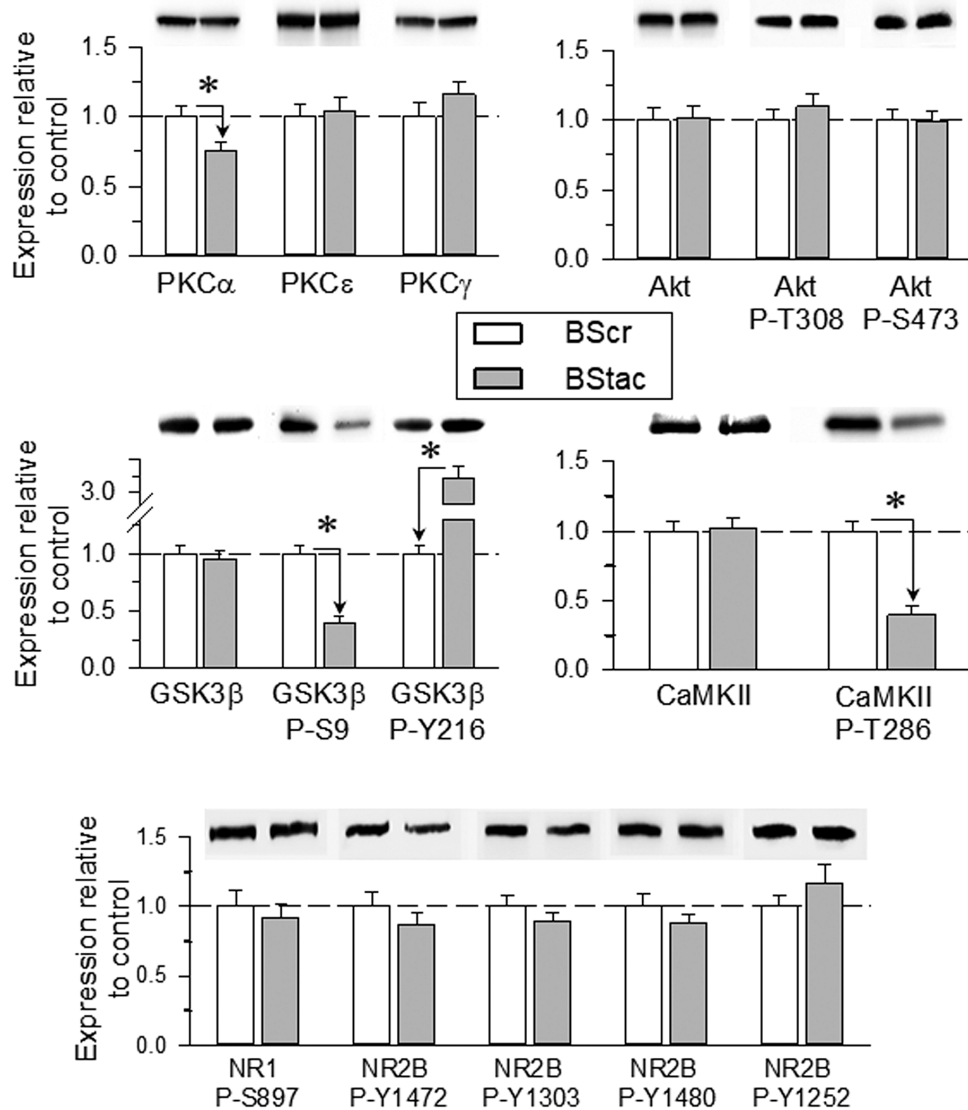 Expression relative
to control
1.5
1.0
0.5
0.0
*
PKCα
PKCε
PKCγ
1.5
1.0
0.5
0.0
Akt
Akt
P-T308
Akt
P-S473
BScr
BStac
Expression relative
to control
3.0
1.0
0.5
0.0
*
*
GSK3β
GSK3β
P-S9
GSK3β
P-Y216
1.5
1.0
0.5
0.0
*
CaMKII
CaMKII
P-T286
Expression relative
to control
1.5
1.0
0.5
0.0
NR1
P-S897
NR2B
P-Y1472
NR2B
P-Y1303
NR2B
P-Y1480
NR2B
P-Y1252